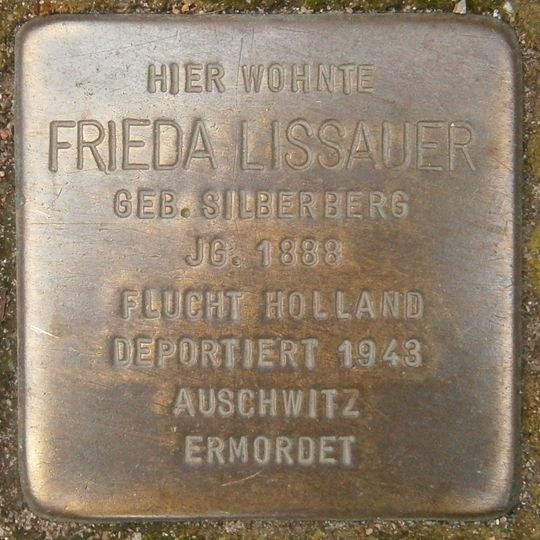 HIER WOHNTE
FRIEDA LISSAUER
GEB. SILBERBERG
JG. 1888
FLUCHT HOLLAND
DEPORTIERT 1943
AUSCHWITZ
ERMORDET